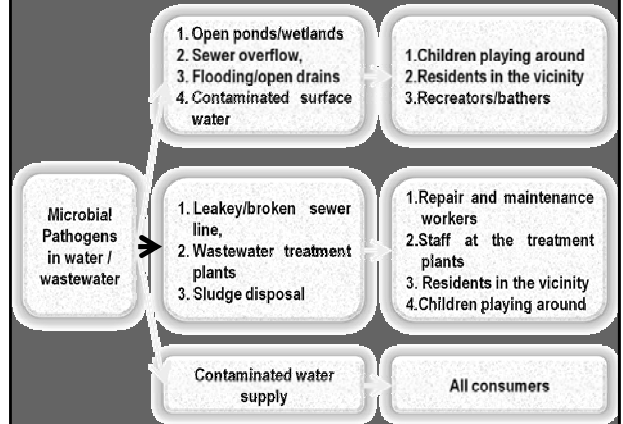 1. Open ponds/wetlands
2. Sewer overflow,
3. Flooding/open drains
4. Contaminated surface
water
1.Children playing around
2.Residents in the vicinity
3.Recreators/bathers
Microbial
Pathogens
in water /
wastewater
1. Leakey/broken sewer
line,
2. Wastewater treatment
plants
3. Sludge disposal
1.Repair and maintenance
workers
2.Staff at the treatment
plants
3. Residents in the vicinity
4.Children playing around
Contaminated water
supply
All consumers